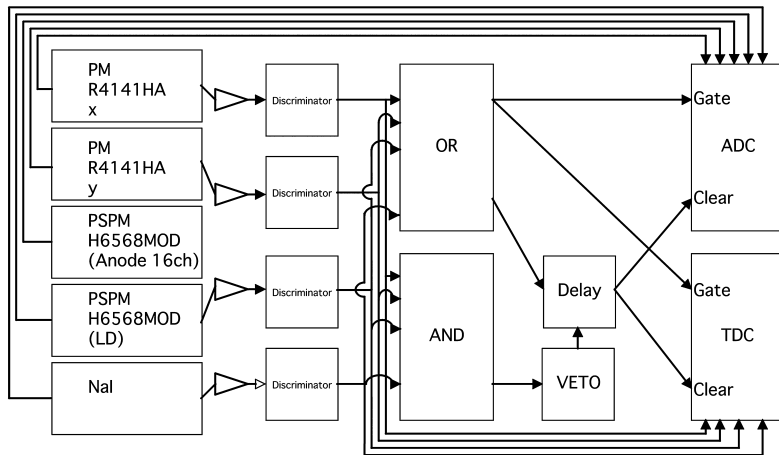 PM
R4141HA
x
PM
R4141HA
y
PSPM
H6568MOD
(Anode 16ch)
PSPM
H6568MOD
(LD)
NaI
Discriminator
Discriminator
Discriminator
Discriminator
OR
AND
Delay
VETO
Gate
ADC
Clear
Gate
TDC
Clear